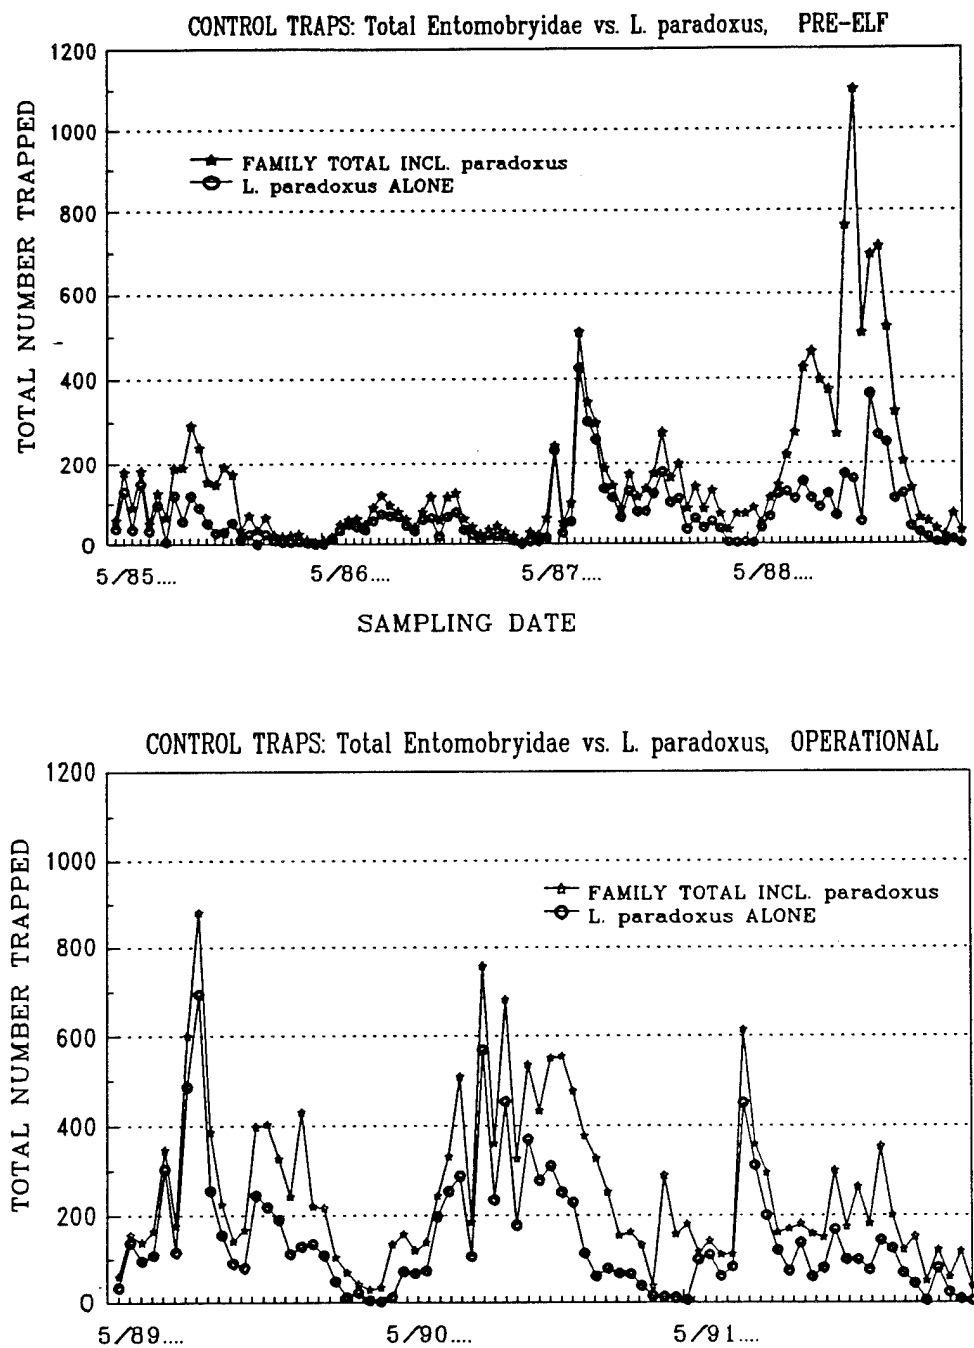 CONTROL TRAPS: Total Entomobryidae vs. L. paradoxus, PRE-ELF
TOTAL NUMBER TRAPPED
1200
1000
800
600
400
200
0
FAMILY TOTAL INCL. paradoxus
L. paradoxus ALONE
5/85.... 5/86.... 5/87.... 5/88....
SAMPLING DATE
CONTROL TRAPS: Total Entomobryidae vs. L. paradoxus, OPERATIONAL
TOTAL NUMBER TRAPPED
1200
1000
800
600
400
200
0
FAMILY TOTAL INCL. paradoxus
L. paradoxus ALONE
5/89.... 5/90.... 5/91....